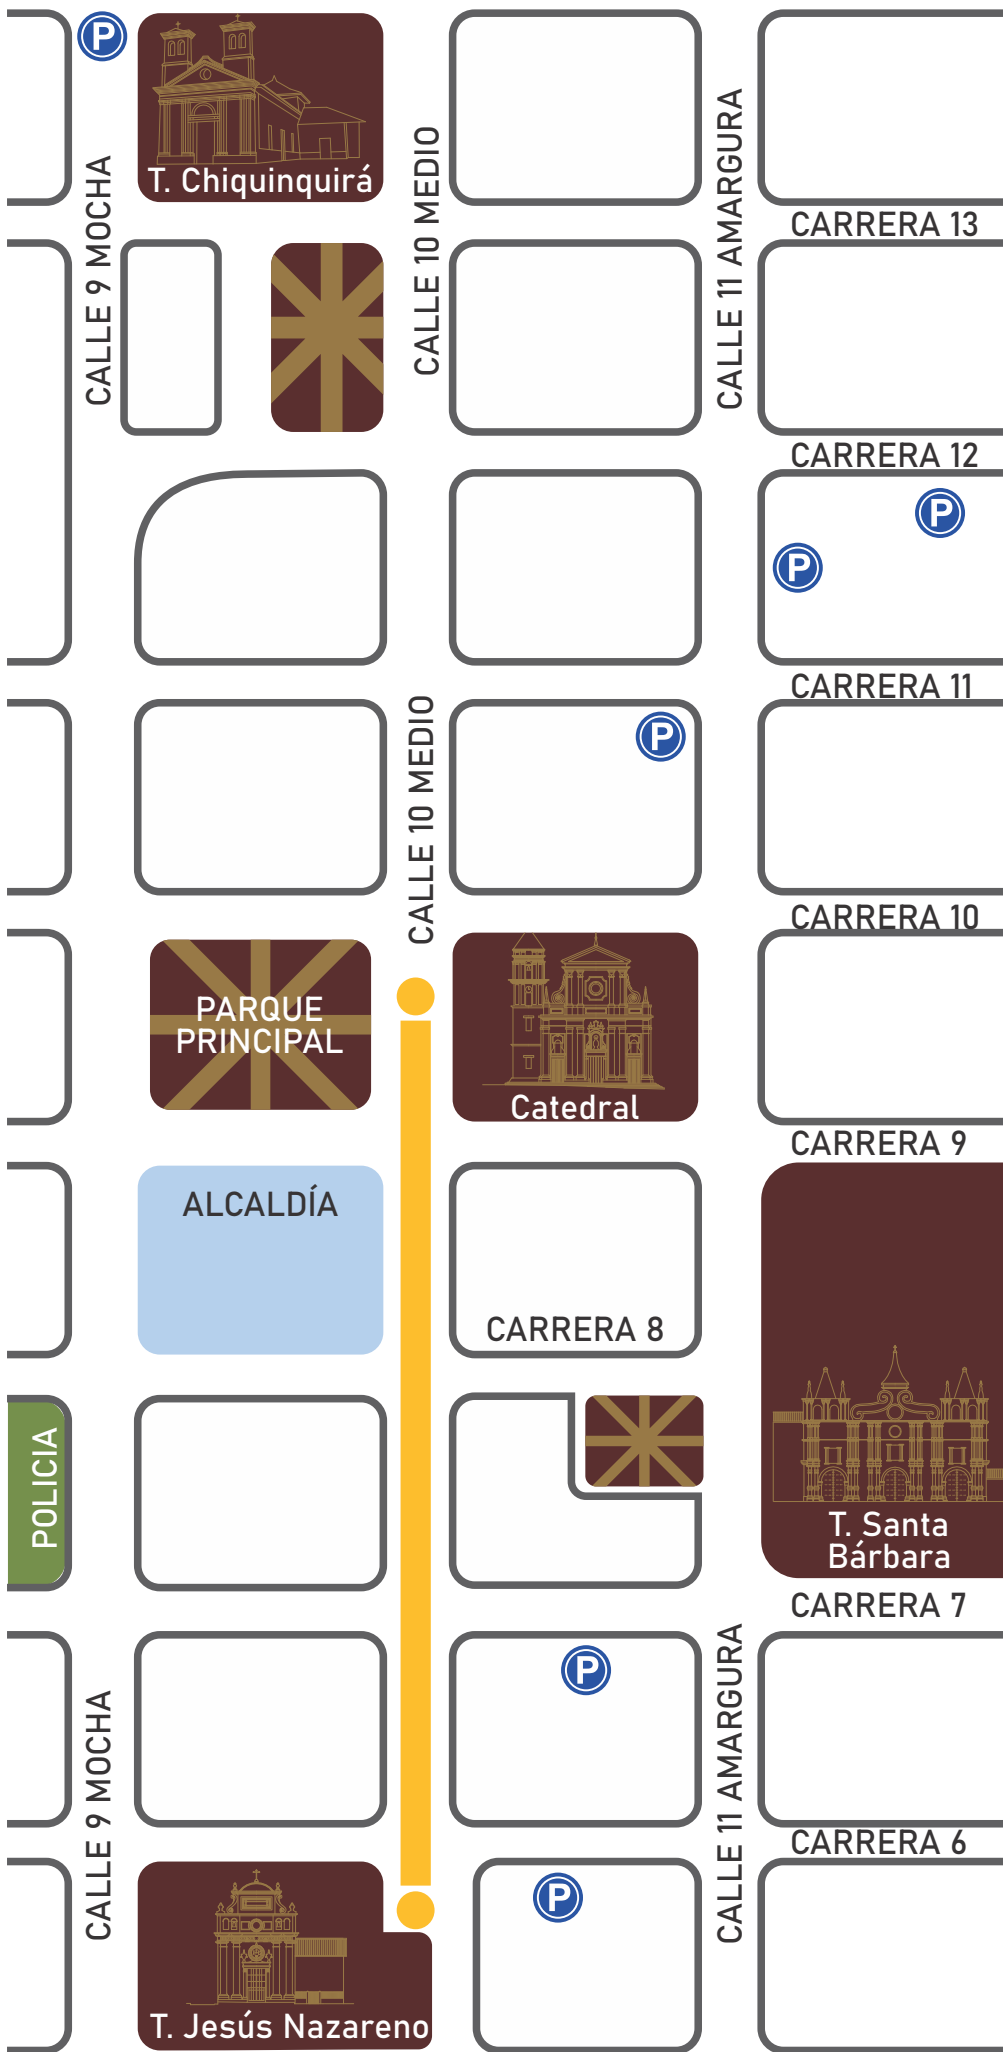 P
T. Chiquinquirá
CALLE 9 MOCHA
CALLE 10 MEDIO
CALLE 11 AMARGURA
CARRERA 13
CARRERA 12
P
P
CARRERA 11
CALLE 10 MEDIO
P
CARRERA 10
PARQUE
PRINCIPAL
Catedral
CARRERA 9
ALCALDÍA
CARRERA 8
POLICIA
T. Santa
Bárbara
CARRERA 7
P
CALLE 9 MOCHA
CALLE 11 AMARGURA
CARRERA 6
P
T. Jesús Nazareno